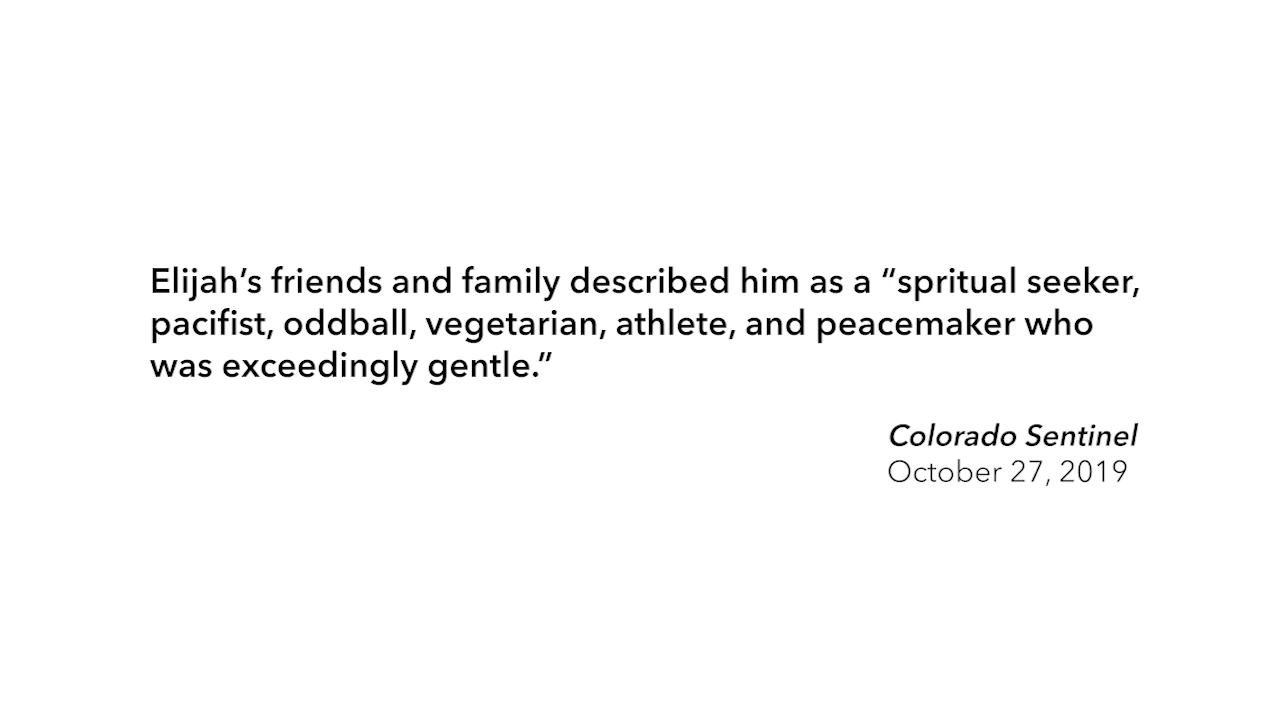 Elijah’s friends and family described him as a “spritual seeker,
pacifist, oddball, vegetarian, athlete, and peacemaker who
was exceedingly gentle.”
Colorado Sentinel
October 27, 2019